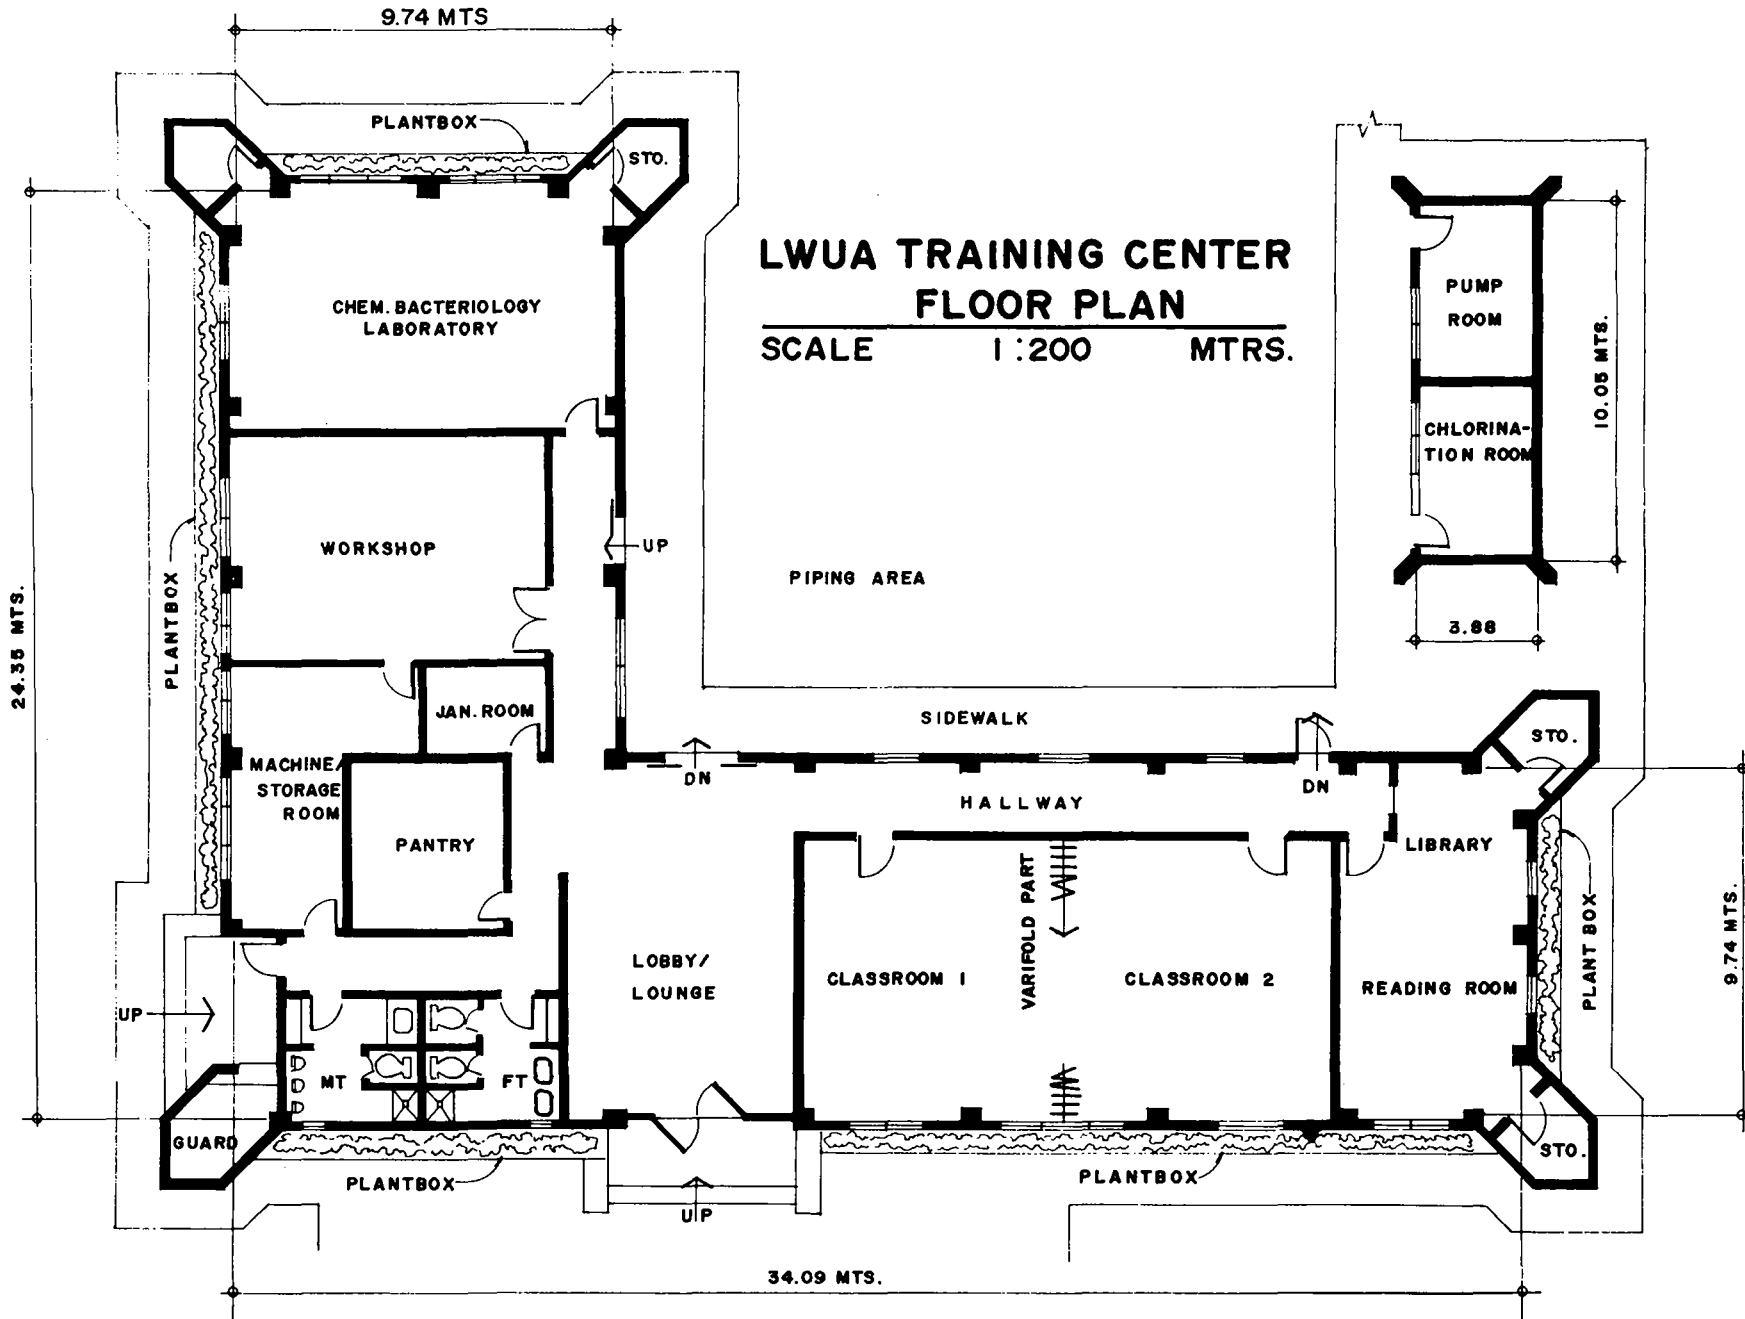 9.74 MTS
PLANTBOX
STO.
LWUA TRAINING CENTER
FLOOR PLAN
SCALE 1:200 MTRS.
CHEM. BACTERIOLOGY
LABORATORY
PUMP
ROOM
10.05 MTS.
CHLORINA-
TION ROOM
WORKSHOP
UP
PIPING AREA
24.35 MTS.
PLANTBOX
3.88
JAN. ROOM
SIDEWALK
STO.
MACHINE/
STORAGE
ROOM
DN
DN
HALLWAY
PANTRY
LIBRARY
VARIFOLD PART
PLANT BOX
9.74 MTS.
LOBBY/
LOUNGE
CLASSROOM 1
CLASSROOM 2
READING ROOM
UP
MT
FT
GUARD
STO.
PLANTBOX
PLANTBOX
UP
34.09 MTS.